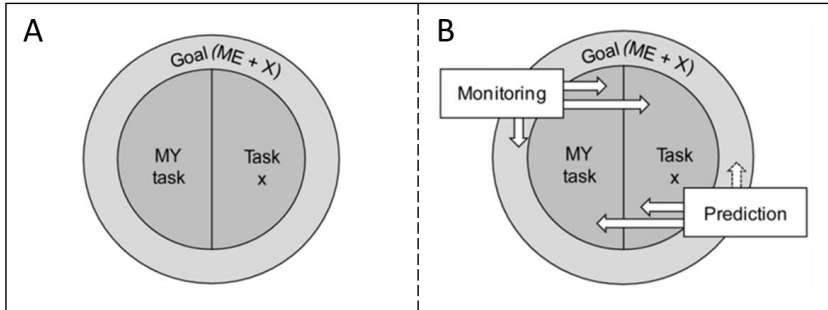 A
Goal (ME + X)
MY
task
Task
x
B
Goal (ME + X)
Monitoring
MY
task
Task
x
Prediction